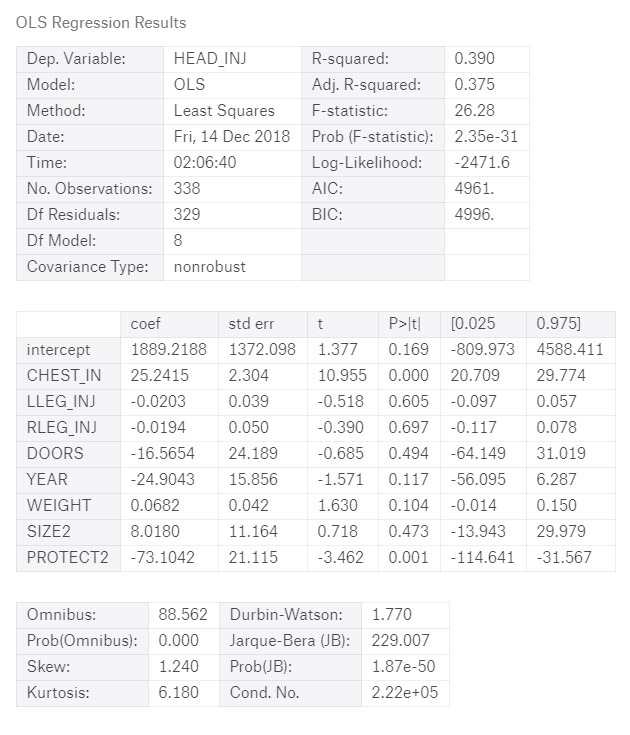 OLS Regression Results
Dep. Variable: HEAD_INJ R-squared: 0.390
Model: OLS Adj. R-squared: 0.375
Method: Least Squares F-statistic: 26.28
Date: Fri, 14 Dec 2018 Prob (F-statistic): 2.35e-31
Time: 02:06:40 Log-Likelihood: -2471.6
No. Observations: 338 AIC: 4961.
Df Residuals: 329 BIC: 4996.
Df Model: 8
Covariance Type: nonrobust
coef std err t P>|t| [0.025 0.975]
intercept 1889.2188 1372.098 1.377 0.169 -809.973 4588.411
CHEST_IN 25.2415 2.304 10.955 0.000 20.709 29.774
LLEG_INJ -0.0203 0.039 -0.518 0.605 -0.097 0.057
RLEG_INJ -0.0194 0.050 -0.390 0.697 -0.117 0.078
DOORS -16.5654 24.189 -0.685 0.494 -64.149 31.019
YEAR -24.9043 15.856 -1.571 0.117 -56.095 6.287
WEIGHT 0.0682 0.042 1.630 0.104 -0.014 0.150
SIZE2 8.0180 11.164 0.718 0.473 -13.943 29.979
PROTECT2 -73.1042 21.115 -3.462 0.001 -114.641 -31.567
Omnibus: 88.562 Durbin-Watson: 1.770
Prob(Omnibus): 0.000 Jarque-Bera (JB): 229.007
Skew: 1.240 Prob(JB): 1.87e-50
Kurtosis: 6.180 Cond. No. 2.22e+05